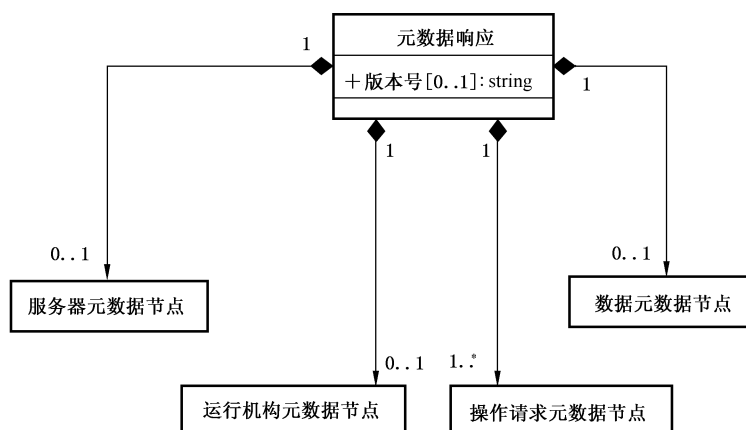 元数据响应
1
+版本号[0..1]:string
1
1
1
0..1
0..1
服务器元数据节点
数据元数据节点
0..1
1..*
运行机构元数据节点
操作请求元数据节点